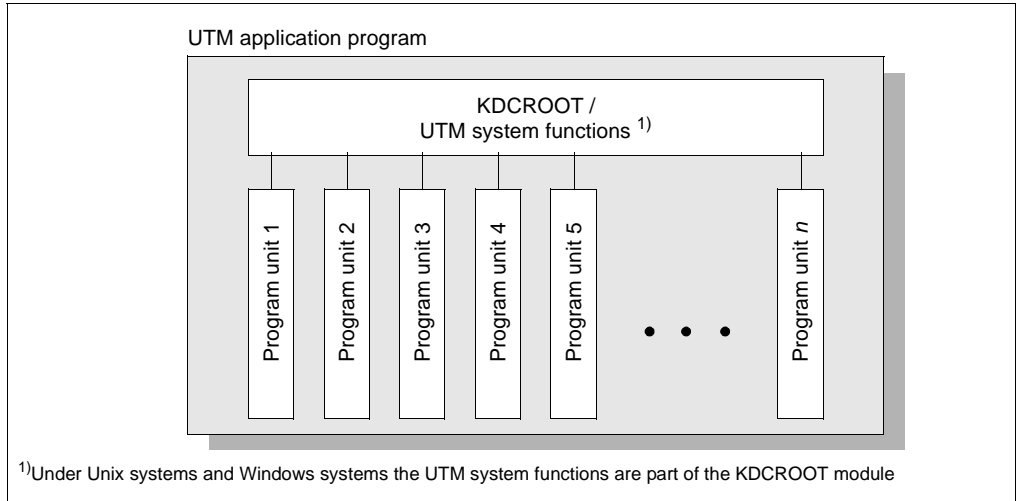 UTM application program
KDCROOT /
UTM system functions 1)
Program unit 1
Program unit 2
Program unit 3
Program unit 4
Program unit 5
• • •
Program unit n
1)Under Unix systems and Windows systems the UTM system functions are part of the KDCROOT module